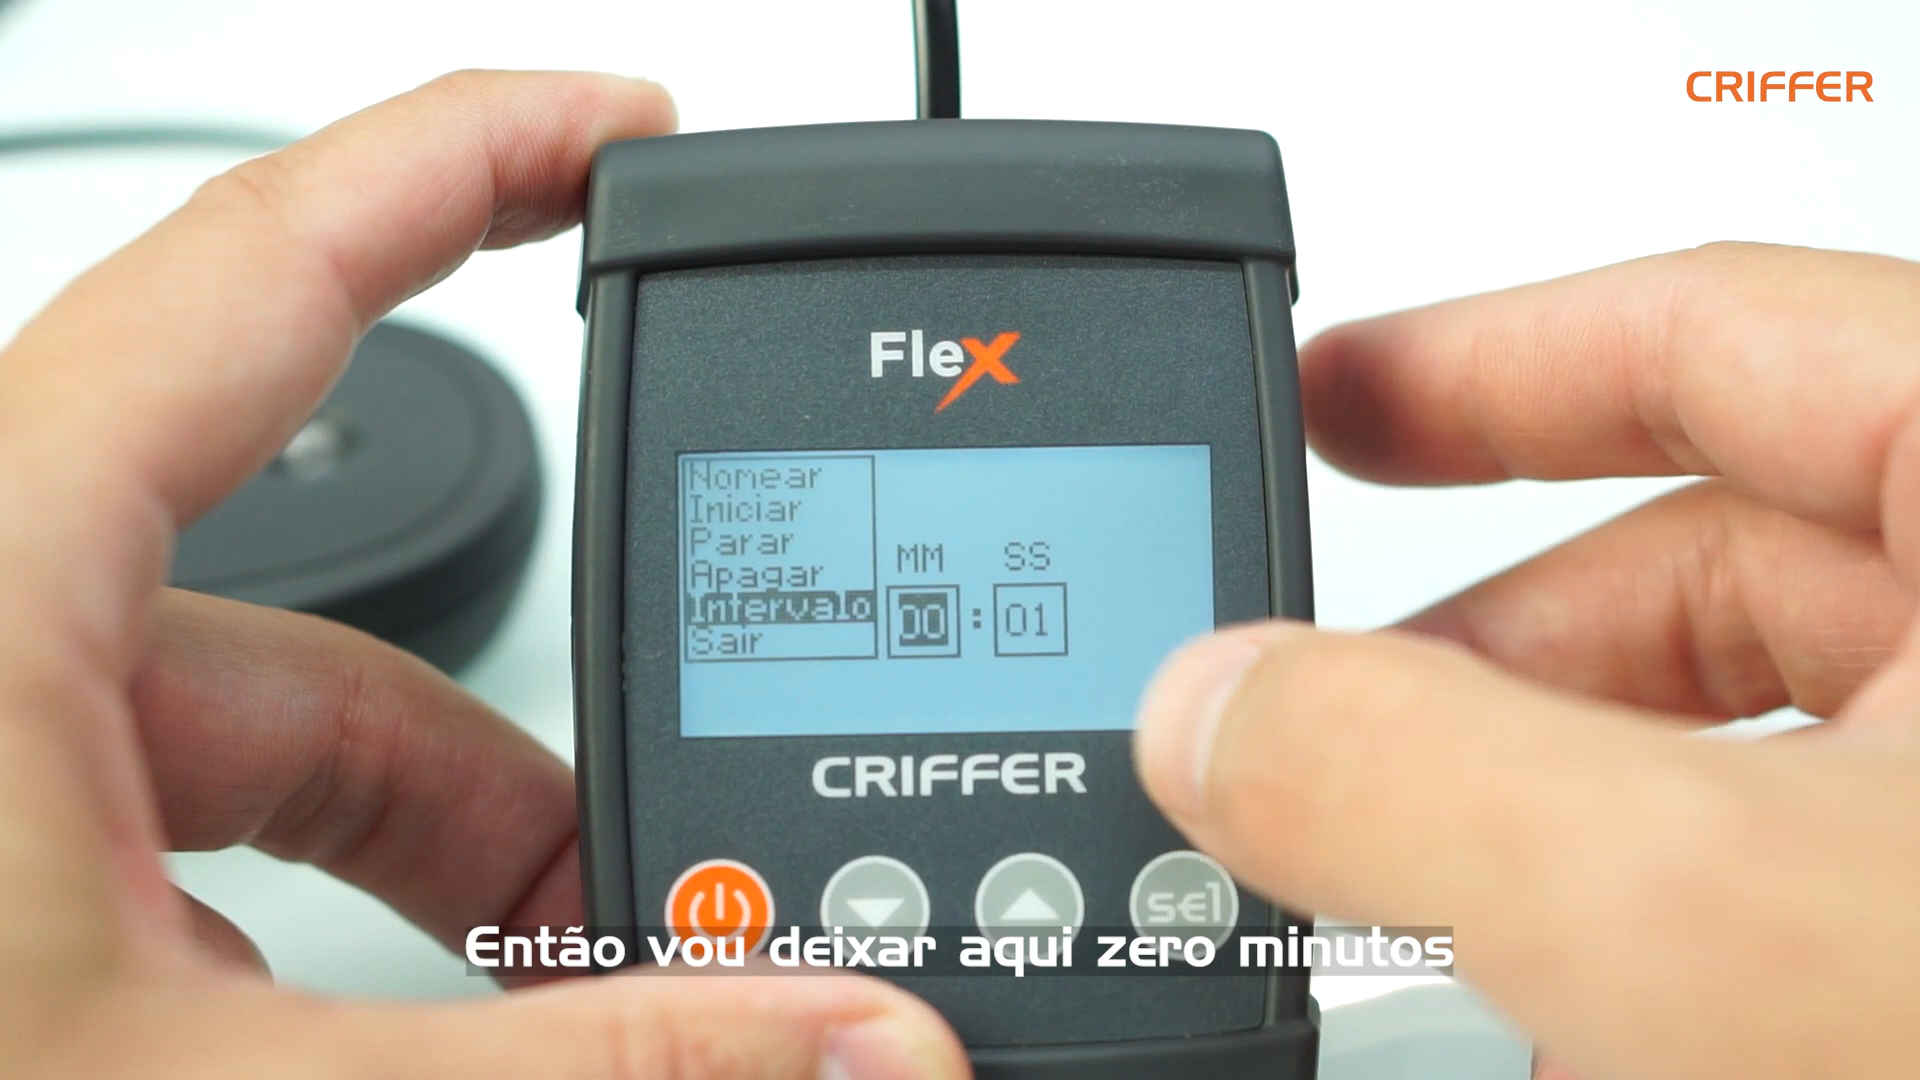 CRIFFER
Flex
Nomear
Iniciar
Parar
Apagar
Intervalo
Sair
MM SS
00 : 01
CRIFFER
sel
Então vou deixar aqui zero minutos